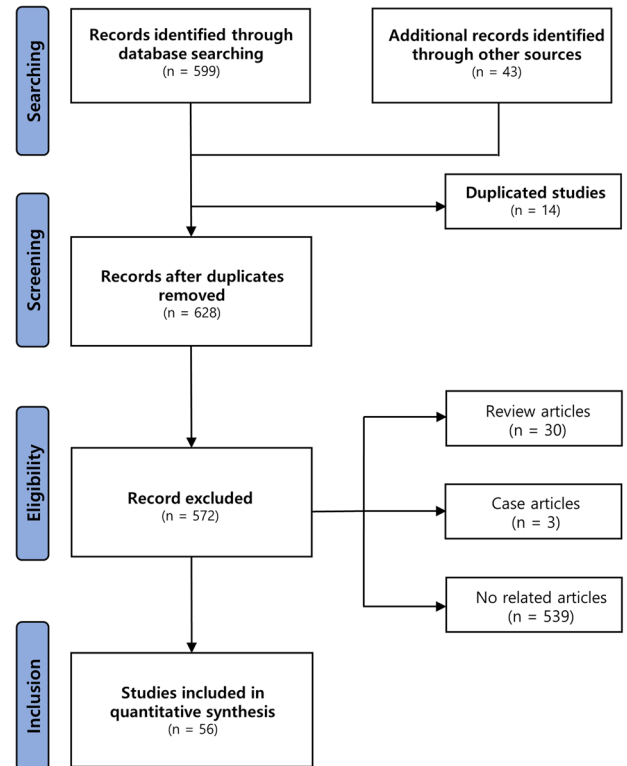 Searching
Records identified through
database searching
(n = 599)
Additional records identified
through other sources
(n = 43)
Screening
Duplicated studies
(n = 14)
Records after duplicates
removed
(n = 628)
Eligibility
Review articles
(n = 30)
Record excluded
(n = 572)
Case articles
(n = 3)
No related articles
(n = 539)
Inclusion
Studies included in
quantitative synthesis
(n = 56)